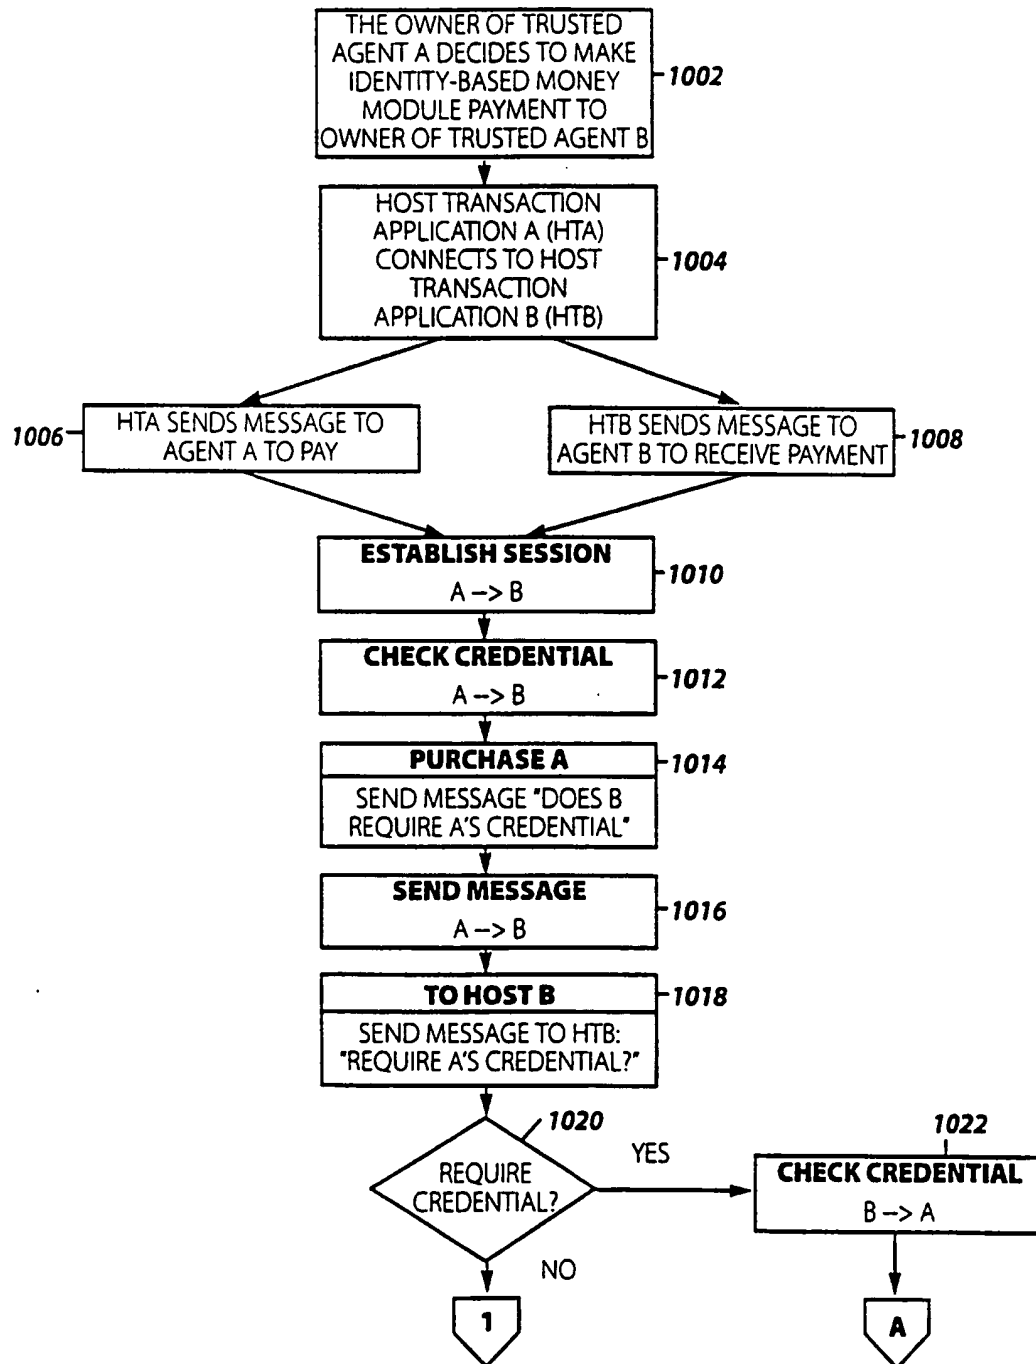 THE OWNER OF TRUSTED
AGENT A DECIDES TO MAKE
IDENTITY-BASED MONEY
MODULE PAYMENT TO
OWNER OF TRUSTED AGENT B
1002
HOST TRANSACTION
APPLICATION A (HTA)
CONNECTS TO HOST
TRANSACTION
APPLICATION B (HTB)
1004
1006
HTA SENDS MESSAGE TO
AGENT A TO PAY
HTB SENDS MESSAGE TO
AGENT B TO RECEIVE PAYMENT
1008
ESTABLISH SESSION
A --> B
1010
CHECK CREDENTIAL
A --> B
1012
PURCHASE A
1014
SEND MESSAGE "DOES B
REQUIRE A'S CREDENTIAL"
SEND MESSAGE
A --> B
1016
TO HOST B
1018
SEND MESSAGE TO HTB:
"REQUIRE A'S CREDENTIAL?"
1020
REQUIRE
CREDENTIAL?
YES
1022
CHECK CREDENTIAL
B --> A
NO
1
A